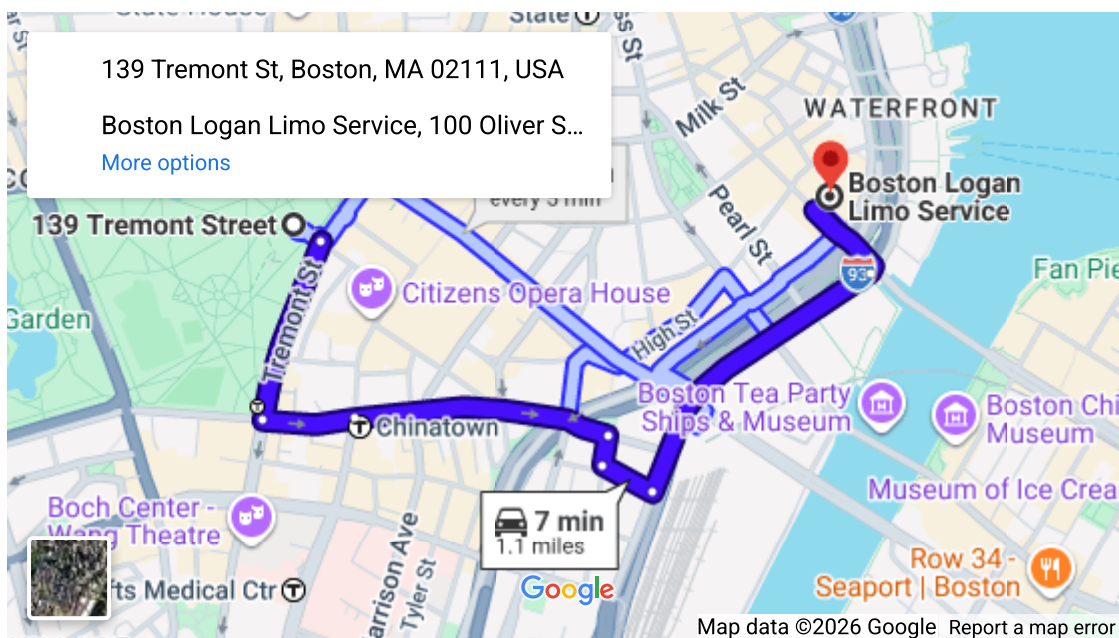 State
139 Tremont St, Boston, MA 02111, USA
Boston Logan Limo Service, 100 Oliver S...
More options
Milk St
WATERFRONT
every 5 min
Boston Logan
Limo Service
139 Tremont Street
Pearl St
93
Fan Pie
Citizens Opera House
Garden
Tremont St
High St
Boston Tea Party
Ships & Museum
Boston Chi
Museum
T Chinatown
Museum of Ice Crea
Boch Center -
Wang Theatre
7 min
1.1 miles
Harrison Ave
Tyler St
Row 34 -
Seaport | Boston
fts Medical Ctr T
Google
Map data ©2026 Google
Report a map error